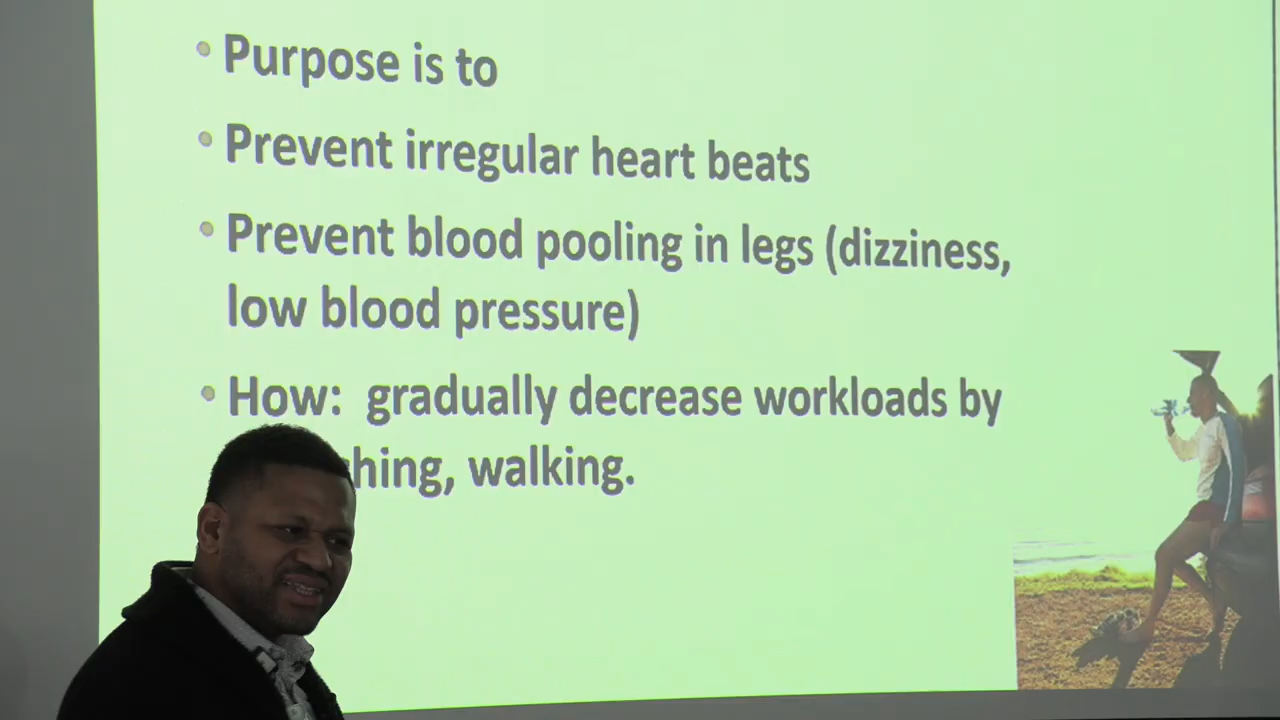 Purpose is to
Prevent irregular heart beats
Prevent blood pooling in legs (dizziness,
low blood pressure)
How: gradually decrease workloads by
walking.